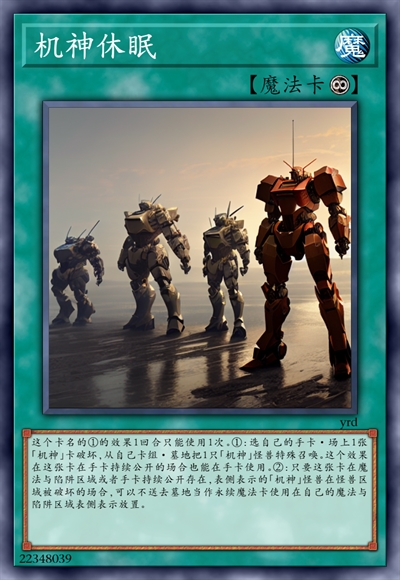 机神休眠
魔
【魔法卡♾】
yrd
这个卡名的①的效果1回合只能使用1次。①：选自己的手卡·场上1张
「机神」卡破坏，从自己卡组·墓地把1只「机神」怪兽特殊召唤。这个效果
在这张卡在手卡持续公开的场合也能在手卡使用。②：只要这张卡在魔
法与陷阱区域或者手卡持续公开存在，表侧表示的「机神」怪兽在怪兽区
域被破坏的场合，可以不送去墓地当作永续魔法卡使用在自己的魔法与
陷阱区域表侧表示放置。
22348039